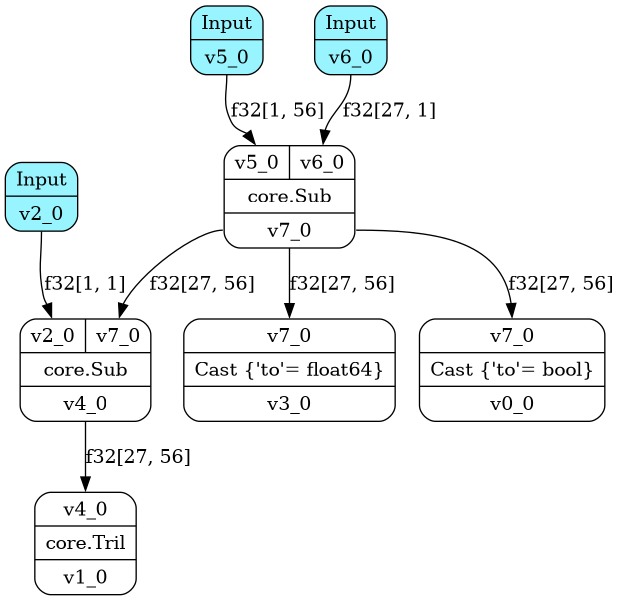 Input
v5_0
Input
v6_0
f32[1, 56]
f32[27, 1]
v5_0 v6_0
core.Sub
v7_0
Input
v2_0
f32[1, 1]
f32[27, 56]
f32[27, 56]
f32[27, 56]
v2_0 v7_0
core.Sub
v4_0
v7_0
Cast {'to'= float64}
v3_0
v7_0
Cast {'to'= bool}
v0_0
f32[27, 56]
v4_0
core.Tril
v1_0